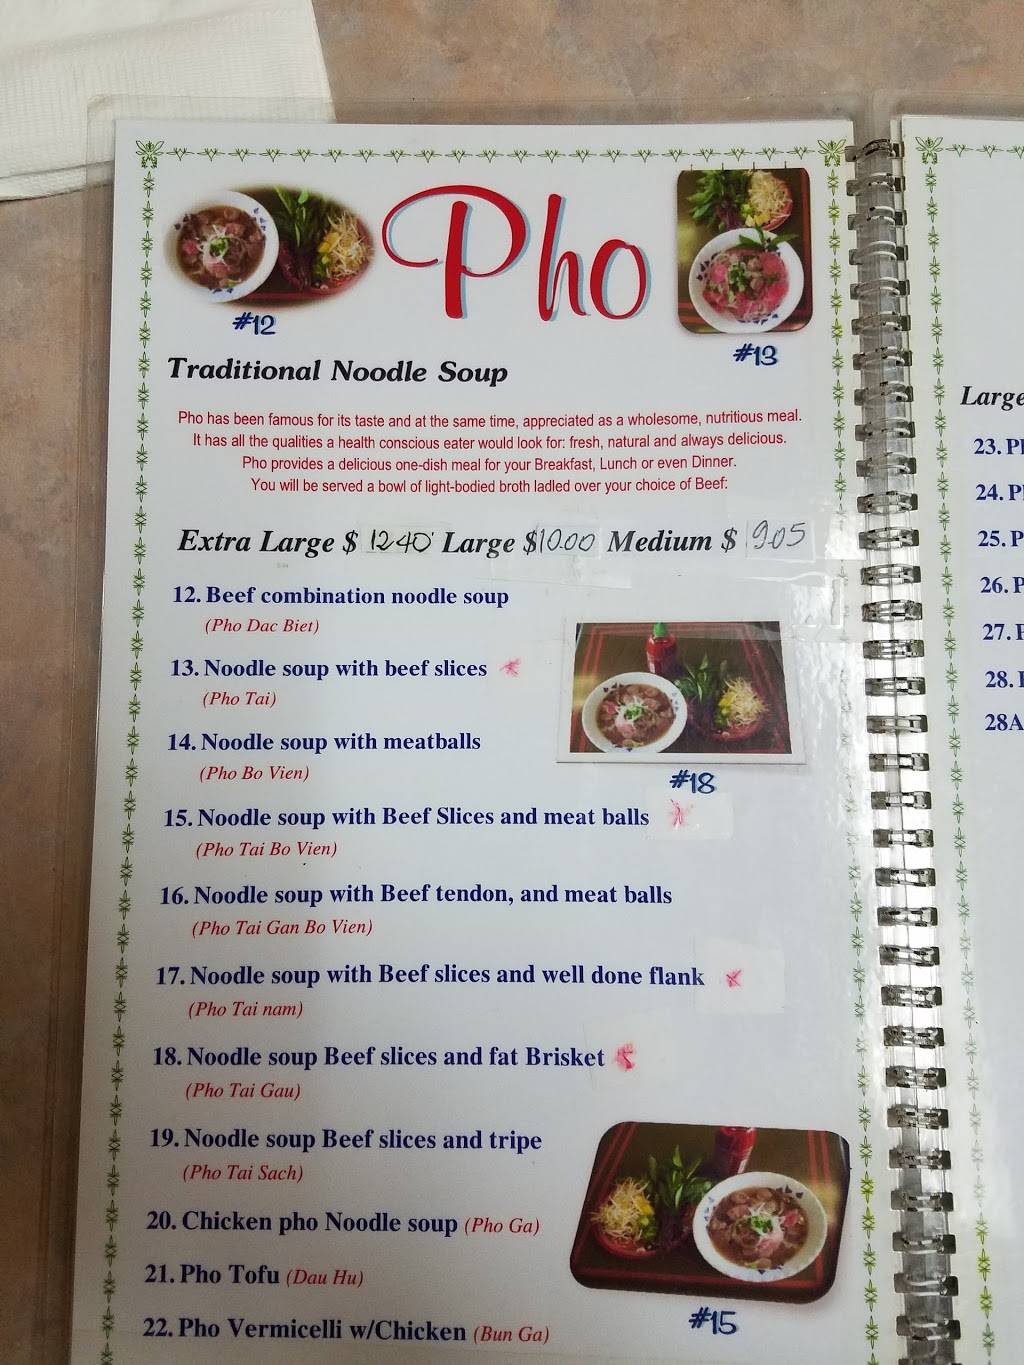 Pho
#12
#13
Traditional Noodle Soup
Pho has been famous for its taste and at the same time, appreciated as a wholesome, nutritious meal.
It has all the qualities a health conscious eater would look for: fresh, natural and always delicious.
Pho provides a delicious one-dish meal for your Breakfast, Lunch or even Dinner.
You will be served a bowl of light-bodied broth ladled over your choice of Beef:
Extra Large $ 12.40 Large $10.00 Medium $ 9.05
12. Beef combination noodle soup
(Pho Dac Biet)
13. Noodle soup with beef slices
(Pho Tai)
14. Noodle soup with meatballs
(Pho Bo Vien)
#18
15. Noodle soup with Beef Slices and meat balls
(Pho Tai Bo Vien)
16. Noodle soup with Beef tendon, and meat balls
(Pho Tai Gan Bo Vien)
17. Noodle soup with Beef slices and well done flank
(Pho Tai nam)
18. Noodle soup Beef slices and fat Brisket
(Pho Tai Gau)
19. Noodle soup Beef slices and tripe
(Pho Tai Sach)
20. Chicken pho Noodle soup (Pho Ga)
21. Pho Tofu (Dau Hu)
22. Pho Vermicelli w/Chicken (Bun Ga)
#15
Large
23.
24.
25.
26.
27.
28.
28A